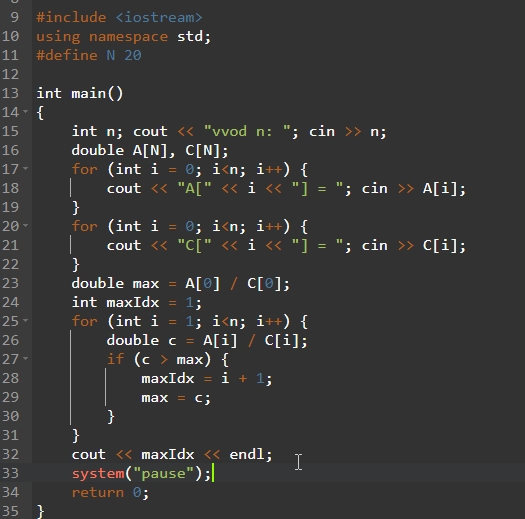 9 #include <iostream>
10 using namespace std;
11 #define N 20
12
13 int main()
14 {
15     int n; cout << "vvod n: "; cin >> n;
16     double A[N], C[N];
17     for (int i = 0; i<n; i++) {
18         cout << "A[" << i << "] = "; cin >> A[i];
19     }
20     for (int i = 0; i<n; i++) {
21         cout << "C[" << i << "] = "; cin >> C[i];
22     }
23     double max = A[0] / C[0];
24     int maxIdx = 1;
25     for (int i = 1; i<n; i++) {
26         double c = A[i] / C[i];
27         if (c > max) {
28             maxIdx = i + 1;
29             max = c;
30         }
31     }
32     cout << maxIdx << endl;
33     system("pause");
34     return 0;
35 }